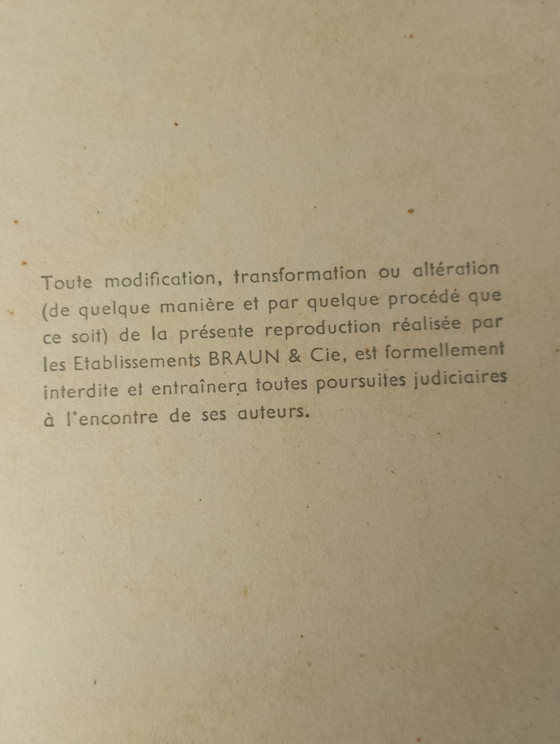 Toute modification, transformation ou altération
(de quelque manière et par quelque procédé que
ce soit) de la présente reproduction réalisée par
les Etablissements BRAUN & Cie, est formellement
interdite et entraînera toutes poursuites judiciaires
à l'encontre de ses auteurs.